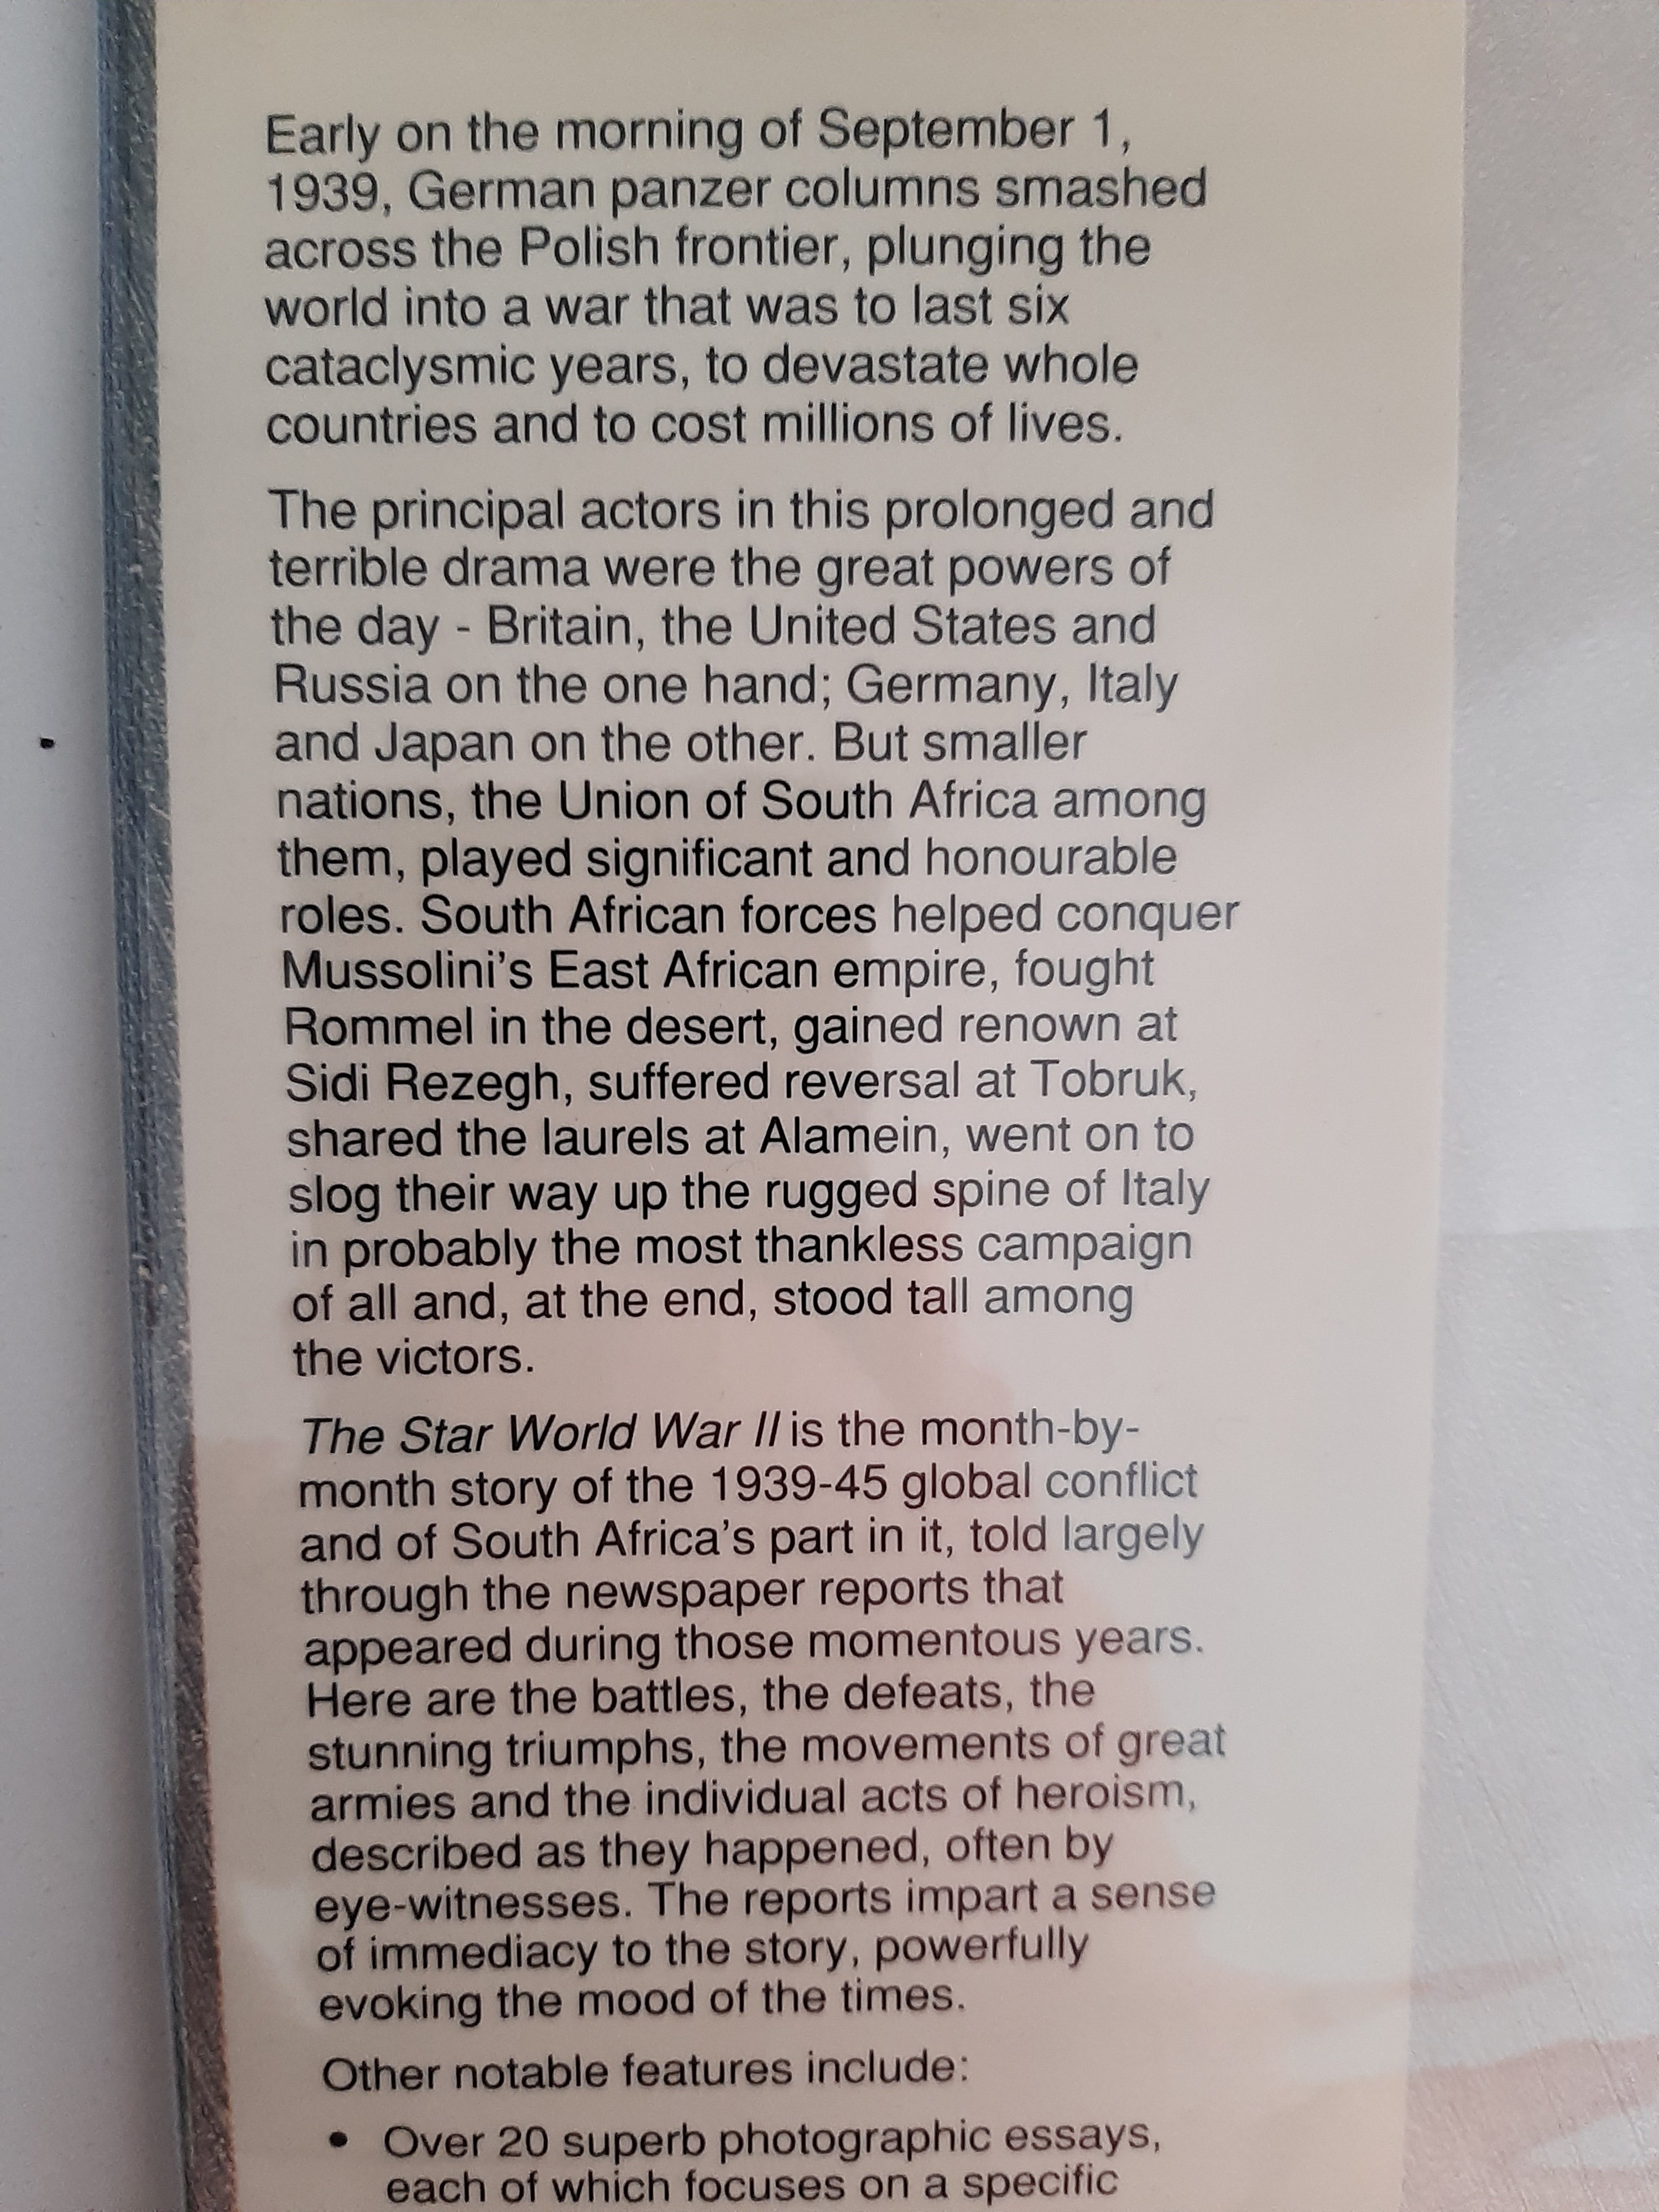 Early on the morning of September 1,
1939, German panzer columns smashed
across the Polish frontier, plunging the
world into a war that was to last six
cataclysmic years, to devastate whole
countries and to cost millions of lives.
The principal actors in this prolonged and
terrible drama were the great powers of
the day - Britain, the United States and
Russia on the one hand; Germany, Italy
and Japan on the other. But smaller
nations, the Union of South Africa among
them, played significant and honourable
roles. South African forces helped conquer
Mussolini's East African empire, fought
Rommel in the desert, gained renown at
Sidi Rezegh, suffered reversal at Tobruk,
shared the laurels at Alamein, went on to
slog their way up the rugged spine of Italy
in probably the most thankless campaign
of all and, at the end, stood tall among
the victors.
The Star World War II is the month-by-
month story of the 1939-45 global conflict
and of South Africa's part in it, told largely
through the newspaper reports that
appeared during those momentous years.
Here are the battles, the defeats, the
stunning triumphs, the movements of great
armies and the individual acts of heroism,
described as they happened, often by
eye-witnesses. The reports impart a sense
of immediacy to the story, powerfully
evoking the mood of the times.
Other notable features include:
• Over 20 superb photographic essays,
each of which focuses on a specific